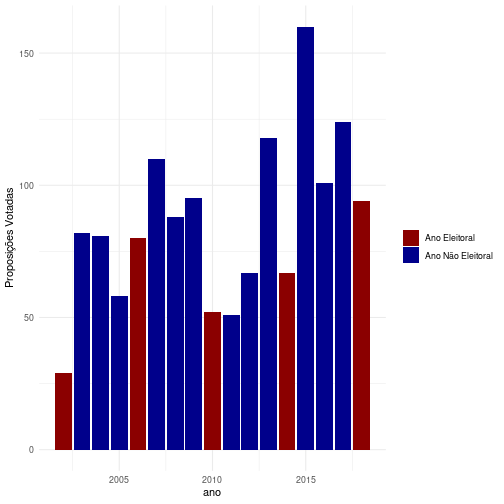 150
100
50
0
Proposições Votadas
2005
2010
2015
ano
Ano Eleitoral
Ano Não Eleitoral